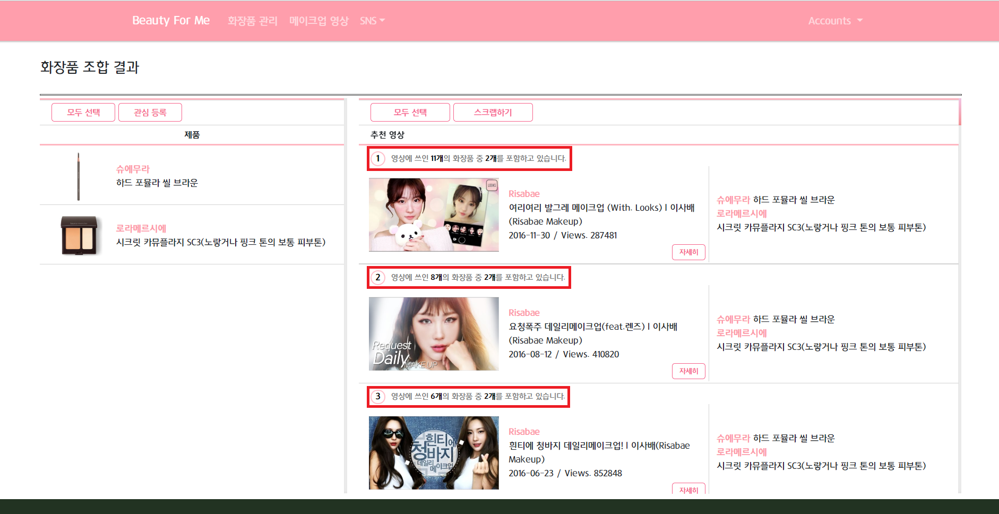 Beauty For Me 화장품 관리 메이크업 영상 SNS Accounts
화장품 조합 결과
모두 선택 관심 등록
제품
슈에무라
하드 포뮬라 씰 브라운
로라메르시에
시크릿 카뮤플라지 SC3(노랗거나 핑크 톤의 보통 피부톤)
모두 선택 스크랩하기
추천 영상
1 영상에 쓰인 11개의 화장품 중 2개를 포함하고 있습니다.
LOOKS
Risabae
여리여리 발그레 메이크업 (With. Looks) | 이사배
(Risabae Makeup)
2016-11-30 / Views. 287481
자세히
슈에무라 하드 포뮬라 씰 브라운
로라메르시에
시크릿 카뮤플라지 SC3(노랗거나 핑크 톤의 보통 피부톤)
2 영상에 쓰인 8개의 화장품 중 2개를 포함하고 있습니다.
Request
Daily
MAKE UP
Risabae
요청폭주 데일리메이크업(feat.렌즈) | 이사배
(Risabae Makeup)
2016-08-12 / Views. 410820
자세히
슈에무라 하드 포뮬라 씰 브라운
로라메르시에
시크릿 카뮤플라지 SC3(노랗거나 핑크 톤의 보통 피부톤)
3 영상에 쓰인 6개의 화장품 중 2개를 포함하고 있습니다.
흰티에
청바지
데일리
메이크업
Risabae
흰티에 청바지 데일리메이크업! | 이사배(Risabae
Makeup)
2016-06-23 / Views. 852848
자세히
슈에무라 하드 포뮬라 씰 브라운
로라메르시에
시크릿 카뮤플라지 SC3(노랗거나 핑크 톤의 보통 피부톤)